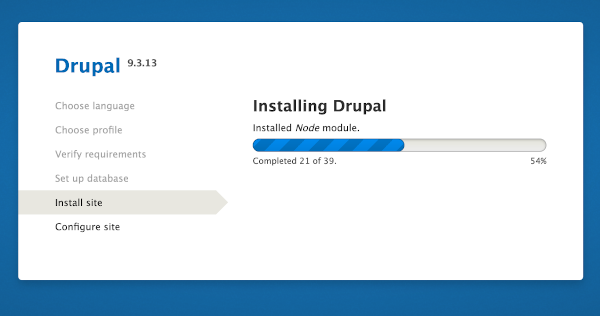 Drupal 9.3.13
Choose language
Choose profile
Verify requirements
Set up database
Install site
Configure site
Installing Drupal
Installed Node module.
Completed 21 of 39.
54%